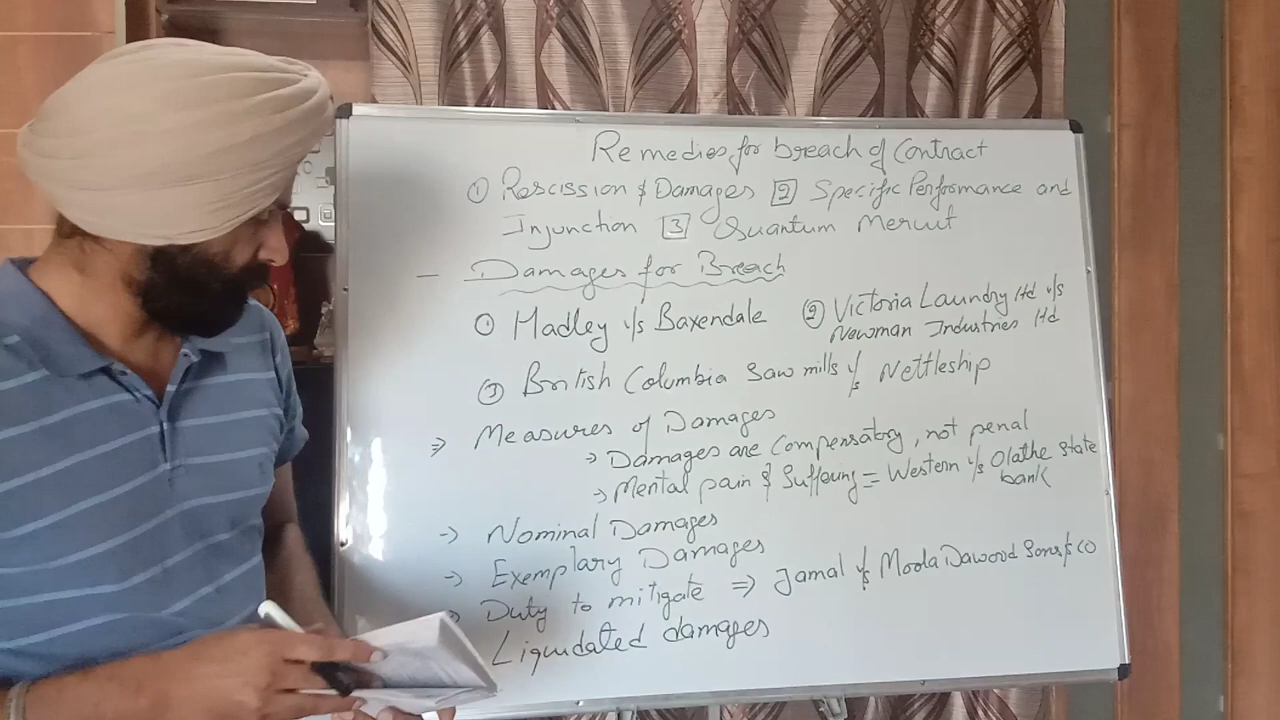 Remedies for breach of Contract
① Rescission & Damages [2] Specific Performance and
Injunction [3] Quantum Meruit
— Damages for Breach
① Hadley v/s Baxendale ② Victoria Laundry ltd v/s
Newman Industries ltd
③ British Columbia Saw mills v/s Nettleship
⇒ Measures of Damages
→ Damages are Compensatory, not penal
→ Mental pain & Suffering = Western v/s Olathe State
bank
→ Nominal Damages
→ Exemplary Damages
→ Duty to mitigate ⇒ Jamal v/s Moola Dawood Sons & Co
Liquidated damages